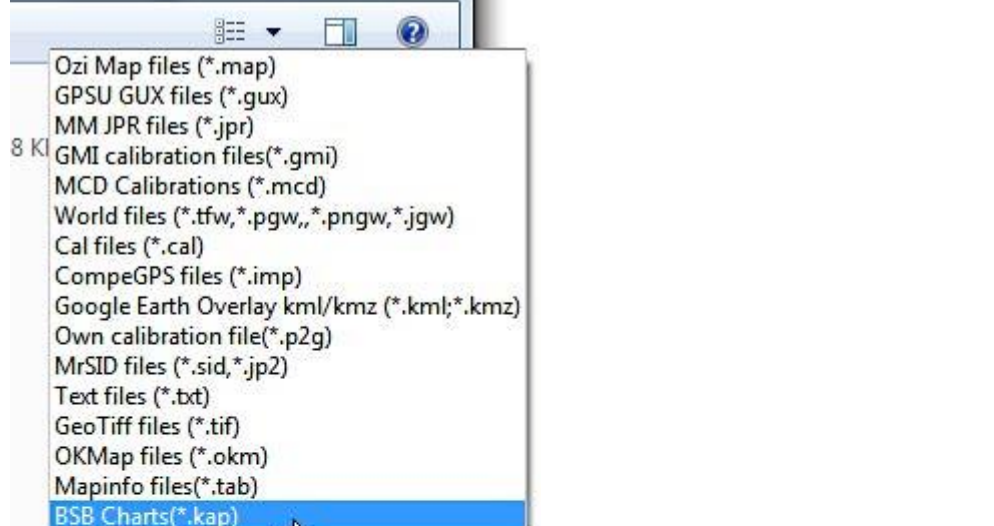 Ozi Map files (*.map)
GPSU GUX files (*.gux)
MM JPR files (*.jpr)
8 K
GMI calibration files(*.gmi)
MCD Calibrations (*.mcd)
World files (*.tfw,*.pgw,,*.pngw,*.jgw)
Cal files (*.cal)
CompeGPS files (*.imp)
Google Earth Overlay kml/kmz (*.kml;*.kmz)
Own calibration file(*.p2g)
MrSID files (*.sid,*.jp2)
Text files (*.txt)
GeoTiff files (*.tif)
OKMap files (*.okm)
Mapinfo files(*.tab)
BSB Charts(*.kap)